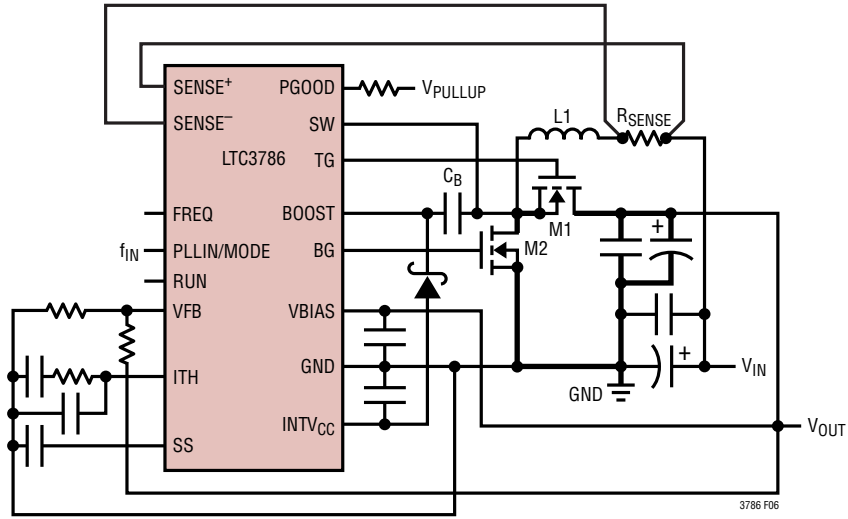 SENSE+
PGOOD
VPULLUP
SENSE–
SW
L1
RSENSE
LTC3786
TG
CB
FREQ
BOOST
M1
fIN
PLLIN/MODE
BG
M2
RUN
VFB
VBIAS
ITH
GND
VIN
GND
SS
INTVCC
VOUT
+
+
3786 F06